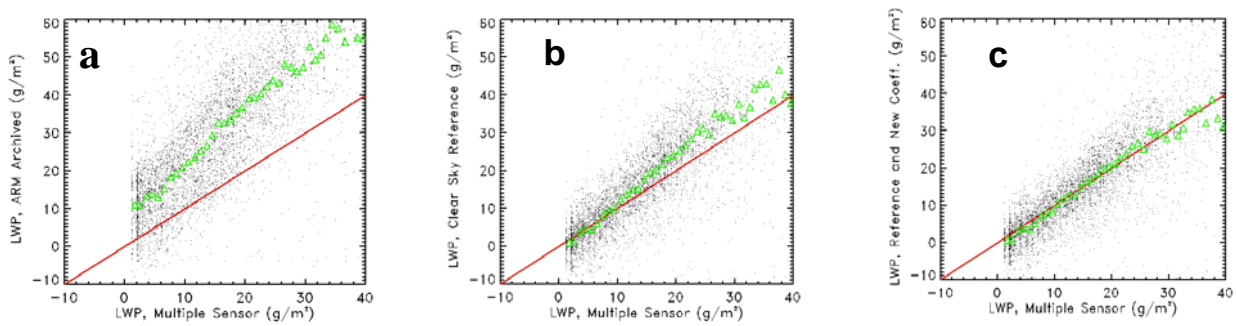 a
LWP, ARM Archived (g/m²)
60
50
40
30
20
10
0
−10
−10 0 10 20 30 40
LWP, Multiple Sensor (g/m²)
b
LWP, Clear Sky Reference (g/m²)
60
50
40
30
20
10
0
−10
−10 0 10 20 30 40
LWP, Multiple Sensor (g/m²)
c
LWP, Reference and New Coeff. (g/m²)
60
50
40
30
20
10
0
−10
−10 0 10 20 30 40
LWP, Multiple Sensor (g/m²)